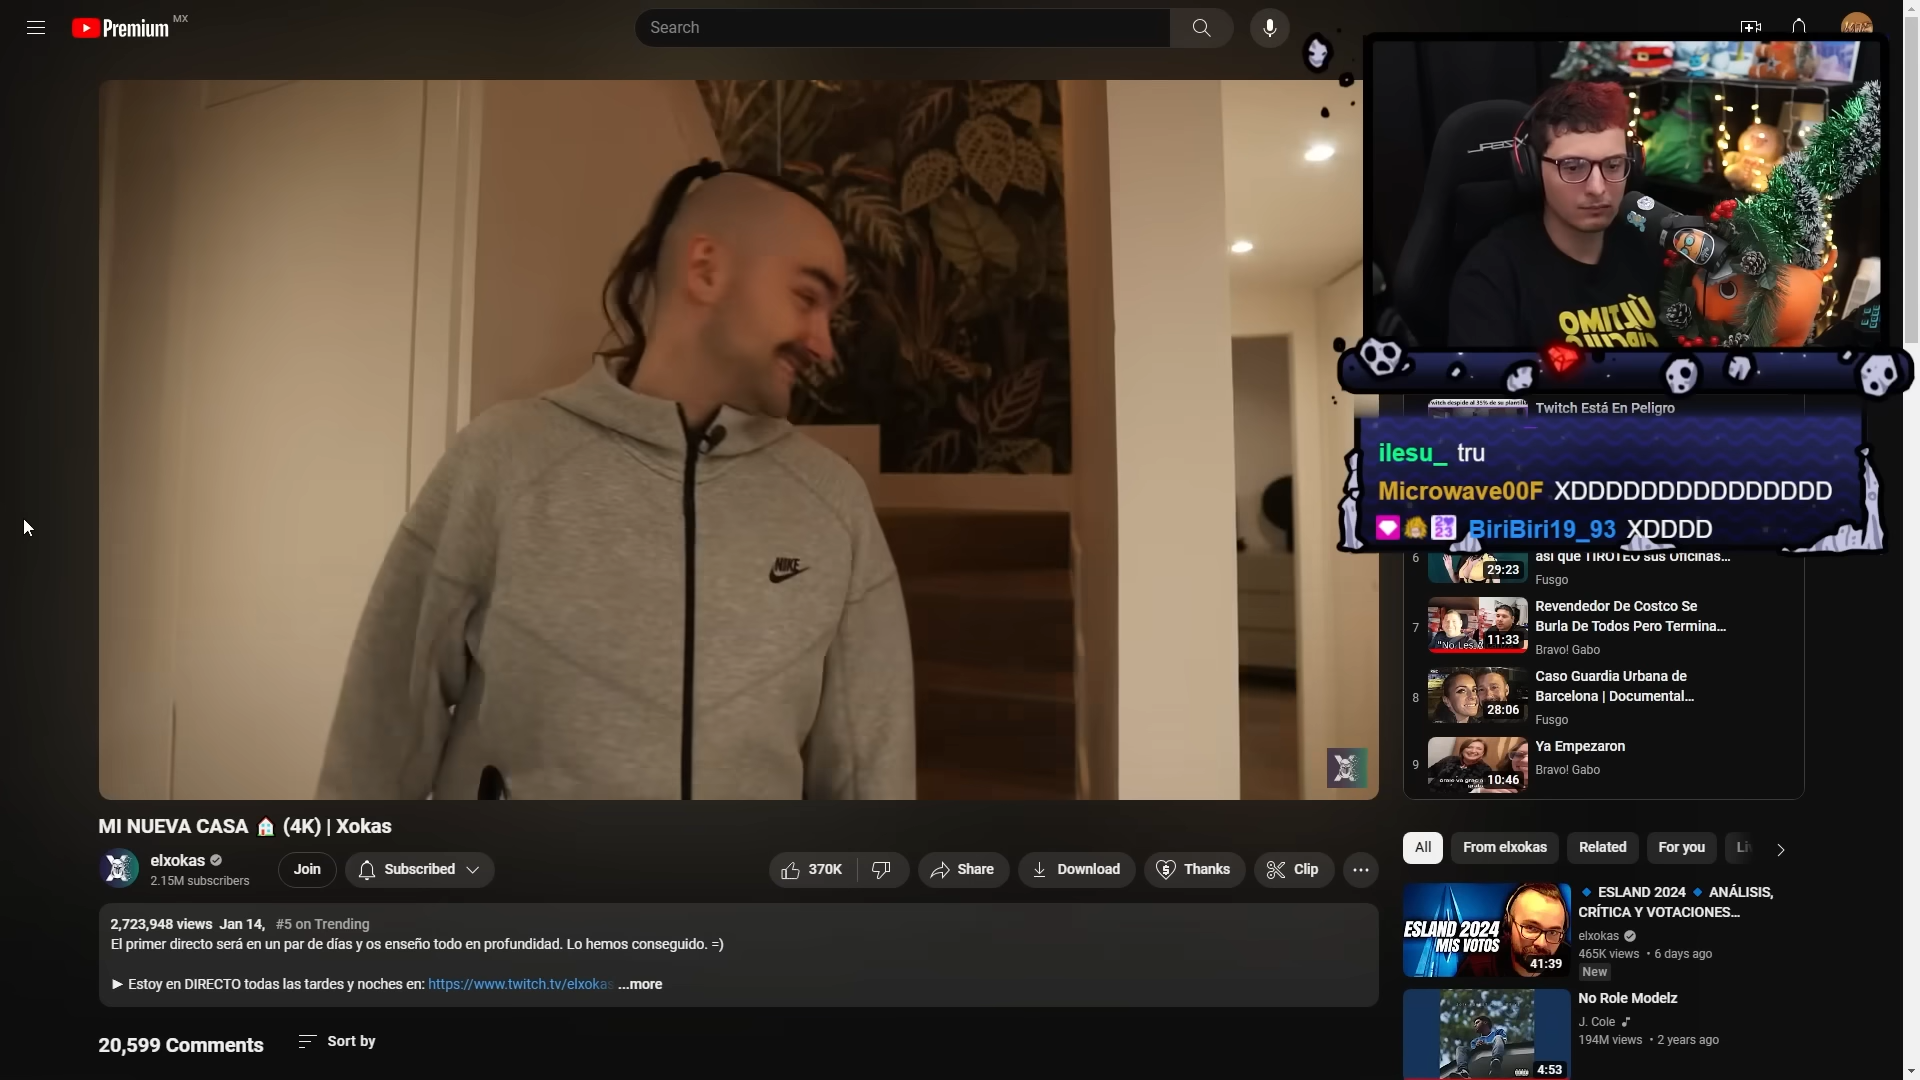 Premium MX
Search
NIKE
ÚLTIMO
Twitch Está En Peligro
ilesu_ tru
Microwave00F XDDDDDDDDDDDDDDDD
BiriBiri19_93 XDDDD
6
29:23
así que TIROTEÓ sus Oficinas...
Fusgo
7
11:33
Revendedor De Costco Se
Burla De Todos Pero Termina...
Bravo! Gabo
8
28:06
Caso Guardia Urbana de
Barcelona | Documental...
Fusgo
9
10:46
Ya Empezaron
Bravo! Gabo
MI NUEVA CASA 🏠 (4K) | Xokas
elxokas
2.15M subscribers
Join
Subscribed
370K
Share
Download
Thanks
Clip
2,723,948 views Jan 14, #5 on Trending
El primer directo será en un par de días y os enseño todo en profundidad. Lo hemos conseguido. =)
► Estoy en DIRECTO todas las tardes y noches en: https://www.twitch.tv/elxokas ...more
20,599 Comments
Sort by
All
From elxokas
Related
For you
ESLAND 2024
MIS VOTOS
41:39
🔹 ESLAND 2024 🔹 ANÁLISIS,
CRÍTICA Y VOTACIONES...
elxokas
465K views • 6 days ago
New
4:53
No Role Modelz
J. Cole
194M views • 2 years ago